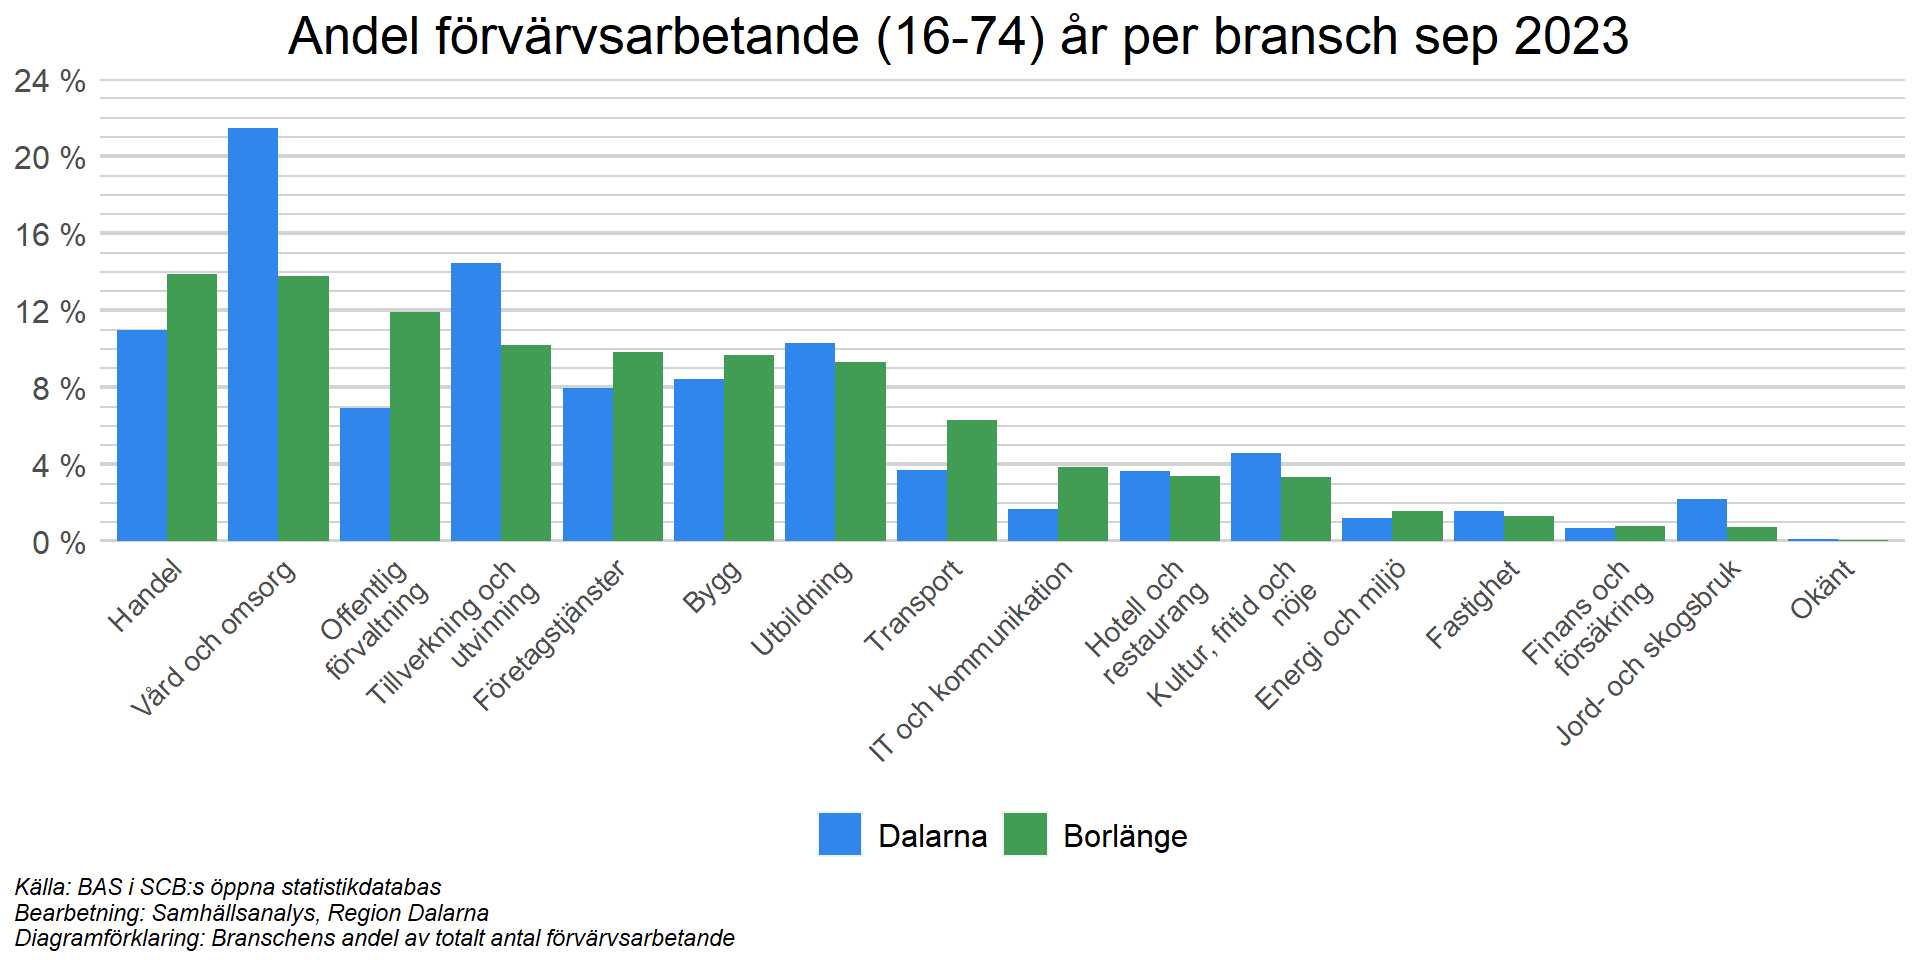 Andel förvärvsarbetande (16-74) år per bransch sep 2023
24 %
20 %
16 %
12 %
8 %
4 %
0 %
Handel
Vård och omsorg
Offentlig
förvaltning
Tillverkning och
utvinning
Företagstjänster
Bygg
Utbildning
Transport
IT och kommunikation
Hotell och
restaurang
Kultur, fritid och
nöje
Energi och miljö
Fastighet
Finans och
försäkring
Jord- och skogsbruk
Okänt
Dalarna
Borlänge
Källa: BAS i SCB:s öppna statistikdatabas
Bearbetning: Samhällsanalys, Region Dalarna
Diagramförklaring: Branschens andel av totalt antal förvärvsarbetande